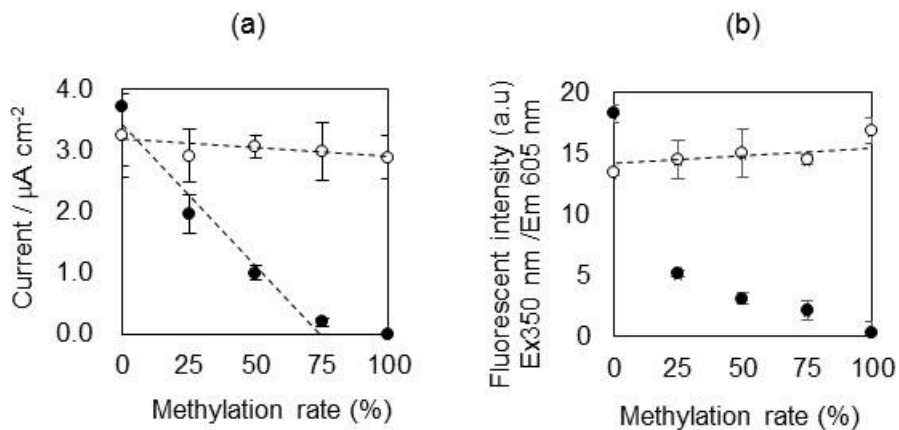 (a)
Current / μA cm-2
4.0
3.0
2.0
1.0
0.0
0 25 50 75 100
Methylation rate (%)
(b)
Fluorescent intensity (a.u)
Ex350 nm /Em 605 nm
20
15
10
5
0
0 25 50 75 100
Methylation rate (%)